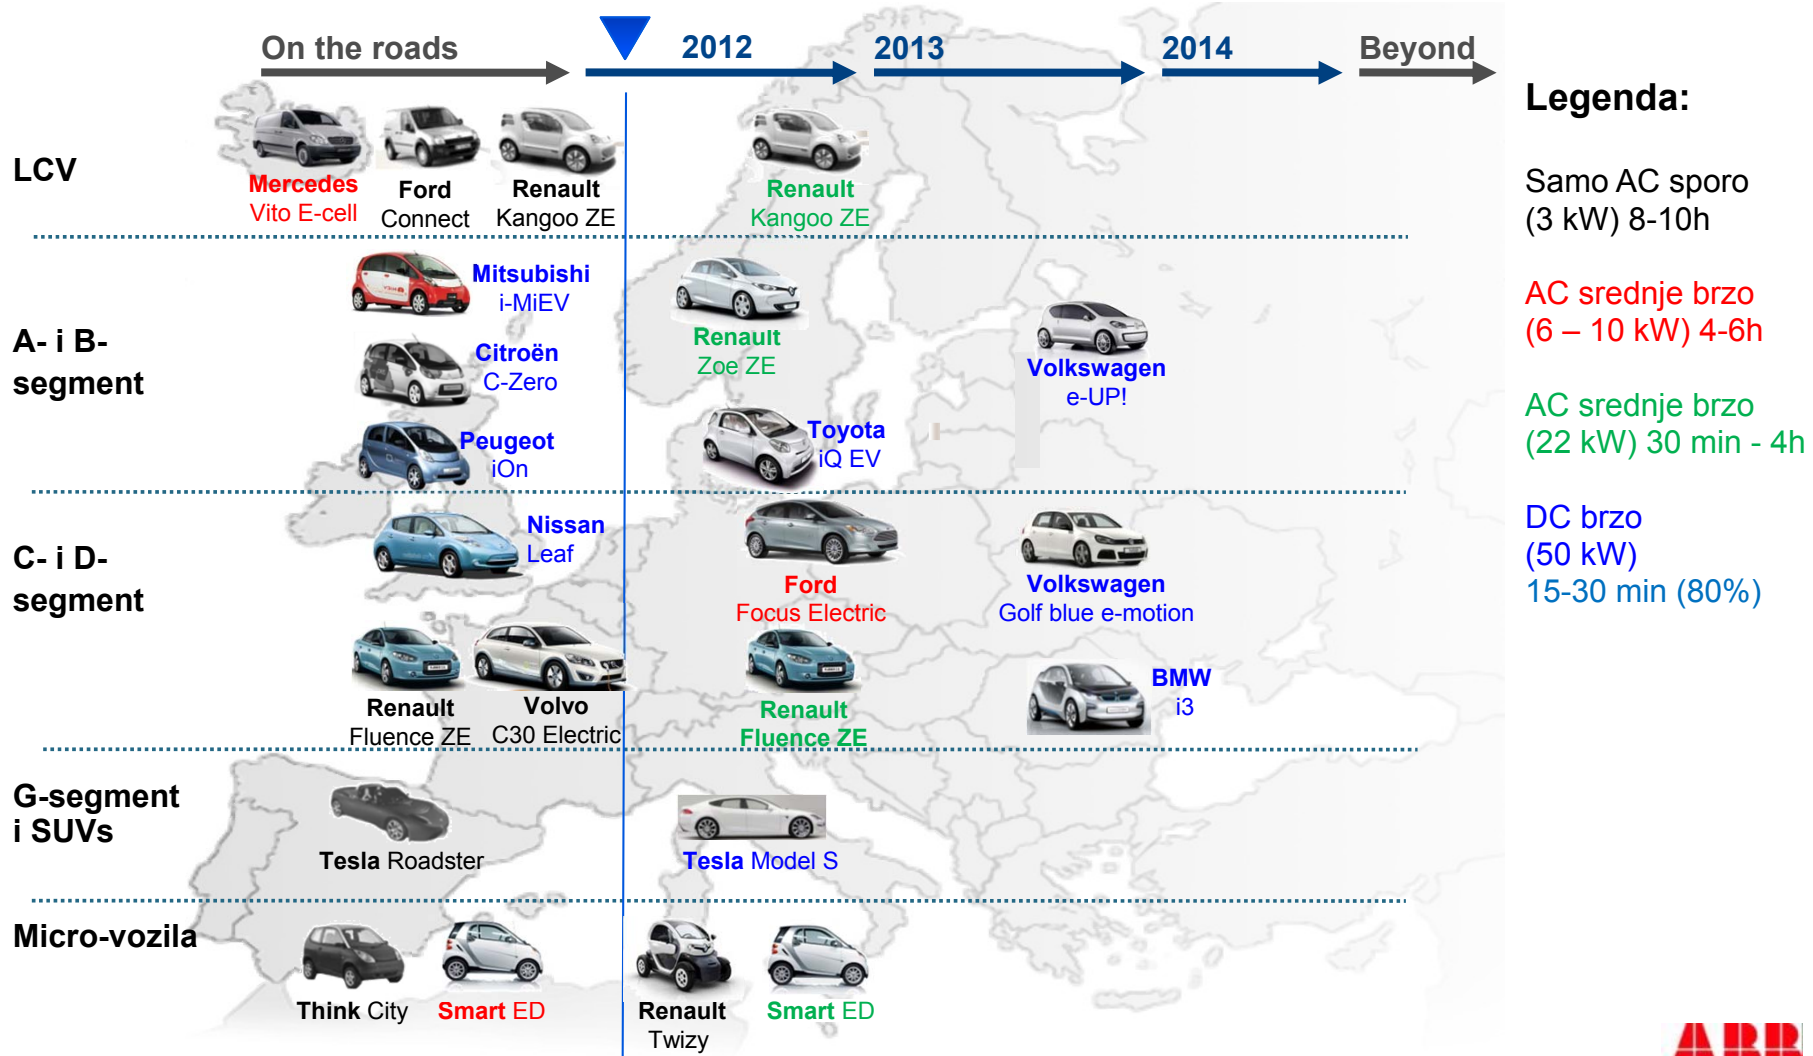 On the roads
2012
2013
2014
Beyond
LCV
Mercedes
Vito E-cell
Ford
Connect
Renault
Kangoo ZE
Renault
Kangoo ZE
A- i B-
segment
Mitsubishi
i-MiEV
Citroën
C-Zero
Peugeot
iOn
Renault
Zoe ZE
Toyota
iQ EV
Volkswagen
e-UP!
C- i D-
segment
Nissan
Leaf
Renault
Fluence ZE
Volvo
C30 Electric
Ford
Focus Electric
Renault
Fluence ZE
Volkswagen
Golf blue e-motion
BMW
i3
G-segment
i SUVs
Tesla Roadster
Tesla Model S
Micro-vozila
Think City
Smart ED
Renault
Twizy
Smart ED
Legenda:
Samo AC sporo
(3 kW) 8-10h
AC srednje brzo
(6 – 10 kW) 4-6h
AC srednje brzo
(22 kW) 30 min - 4h
DC brzo
(50 kW)
15-30 min (80%)
ABB